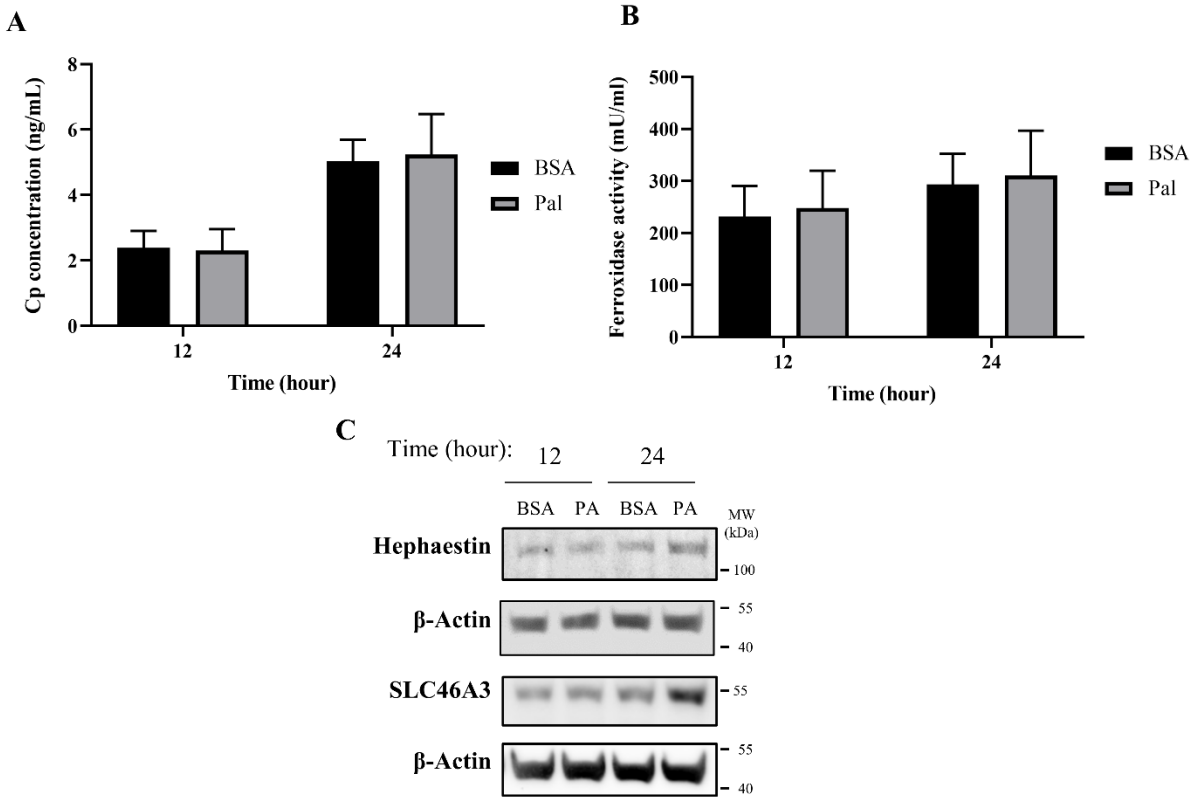 A
Cp concentration (ng/mL)
8
6
4
2
0
12
24
Time (hour)
BSA
Pal
B
Ferroxidase activity (mU/ml)
500
400
300
200
100
0
12
24
Time (hour)
BSA
Pal
C
Time (hour): 12 24
BSA PA BSA PA MW
(kDa)
Hephaestin
100
β-Actin
55
40
SLC46A3
55
β-Actin
55
40